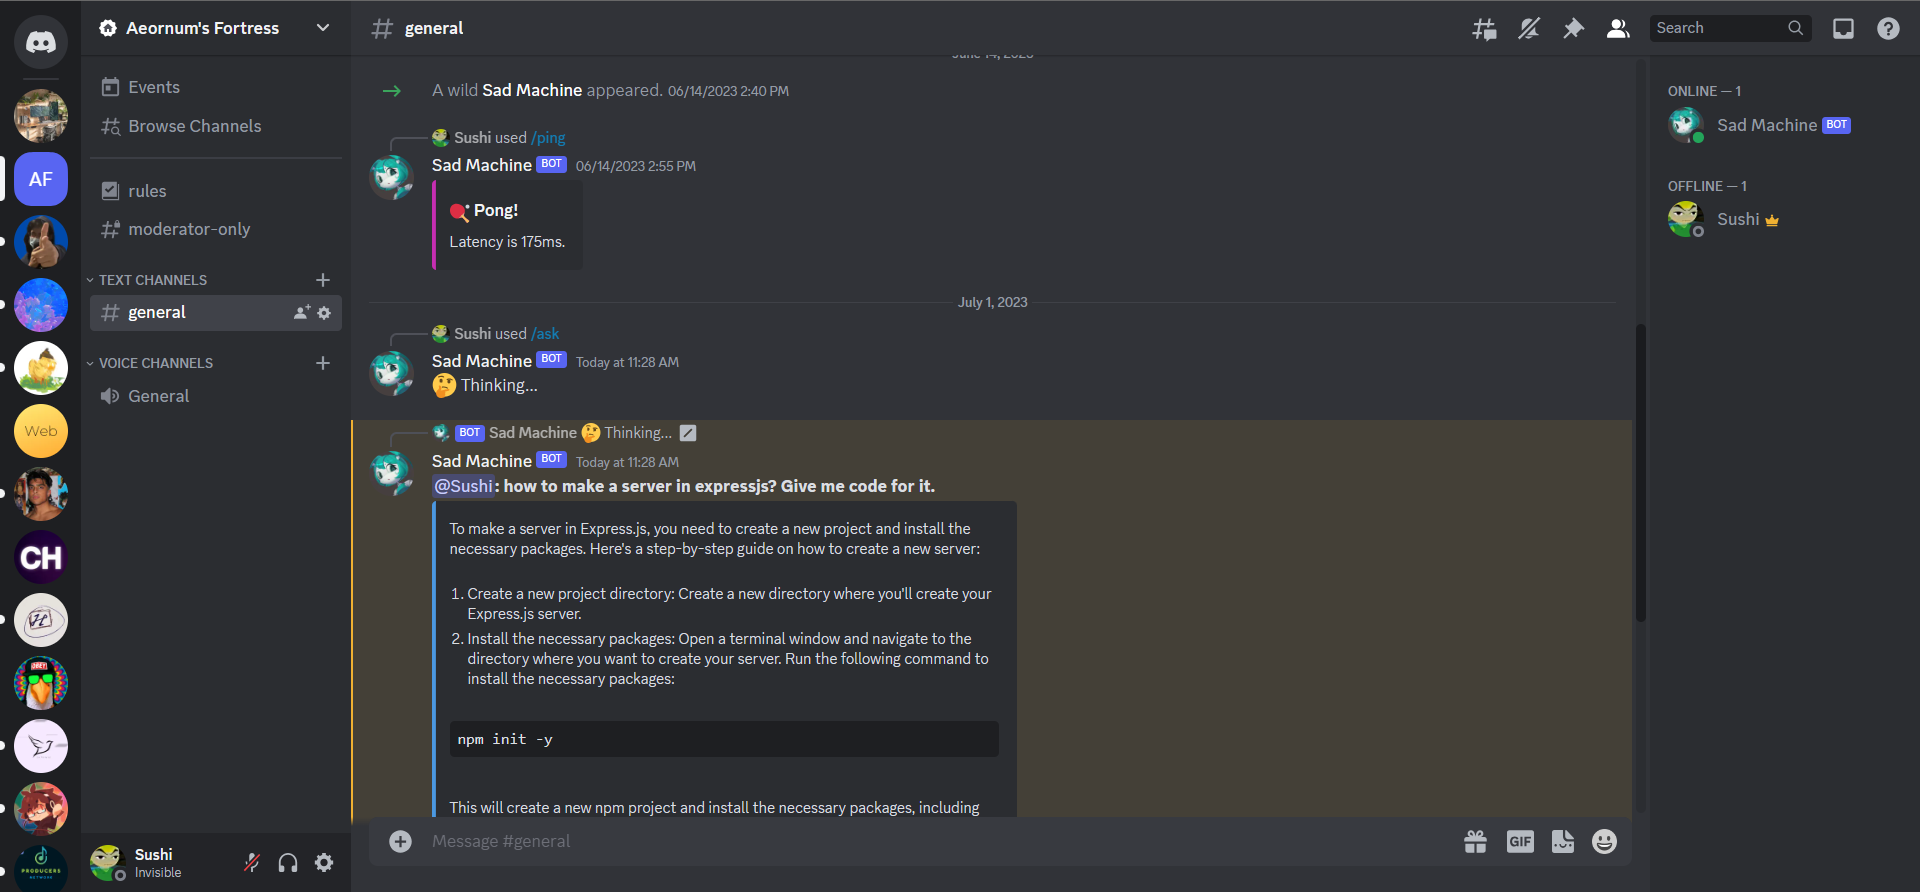 Aeornum's Fortress
general
Search
Events
Browse Channels
rules
moderator-only
TEXT CHANNELS
general
VOICE CHANNELS
General
AF
Web
CH
OBEY
PRODUCERS
NETWORK
Sushi
Invisible
June 14, 2023
A wild Sad Machine appeared. 06/14/2023 2:40 PM
Sushi used /ping
Sad Machine BOT 06/14/2023 2:55 PM
Pong!
Latency is 175ms.
July 1, 2023
Sushi used /ask
Sad Machine BOT Today at 11:28 AM
🤔 Thinking...
BOT Sad Machine 🤔 Thinking...
Sad Machine BOT Today at 11:28 AM
@Sushi: how to make a server in expressjs? Give me code for it.
To make a server in Express.js, you need to create a new project and install the
necessary packages. Here's a step-by-step guide on how to create a new server:
1. Create a new project directory: Create a new directory where you'll create your
Express.js server.
2. Install the necessary packages: Open a terminal window and navigate to the
directory where you want to create your server. Run the following command to
install the necessary packages:
npm init -y
This will create a new npm project and install the necessary packages, including
Message #general
GIF
ONLINE — 1
Sad Machine BOT
OFFLINE — 1
Sushi